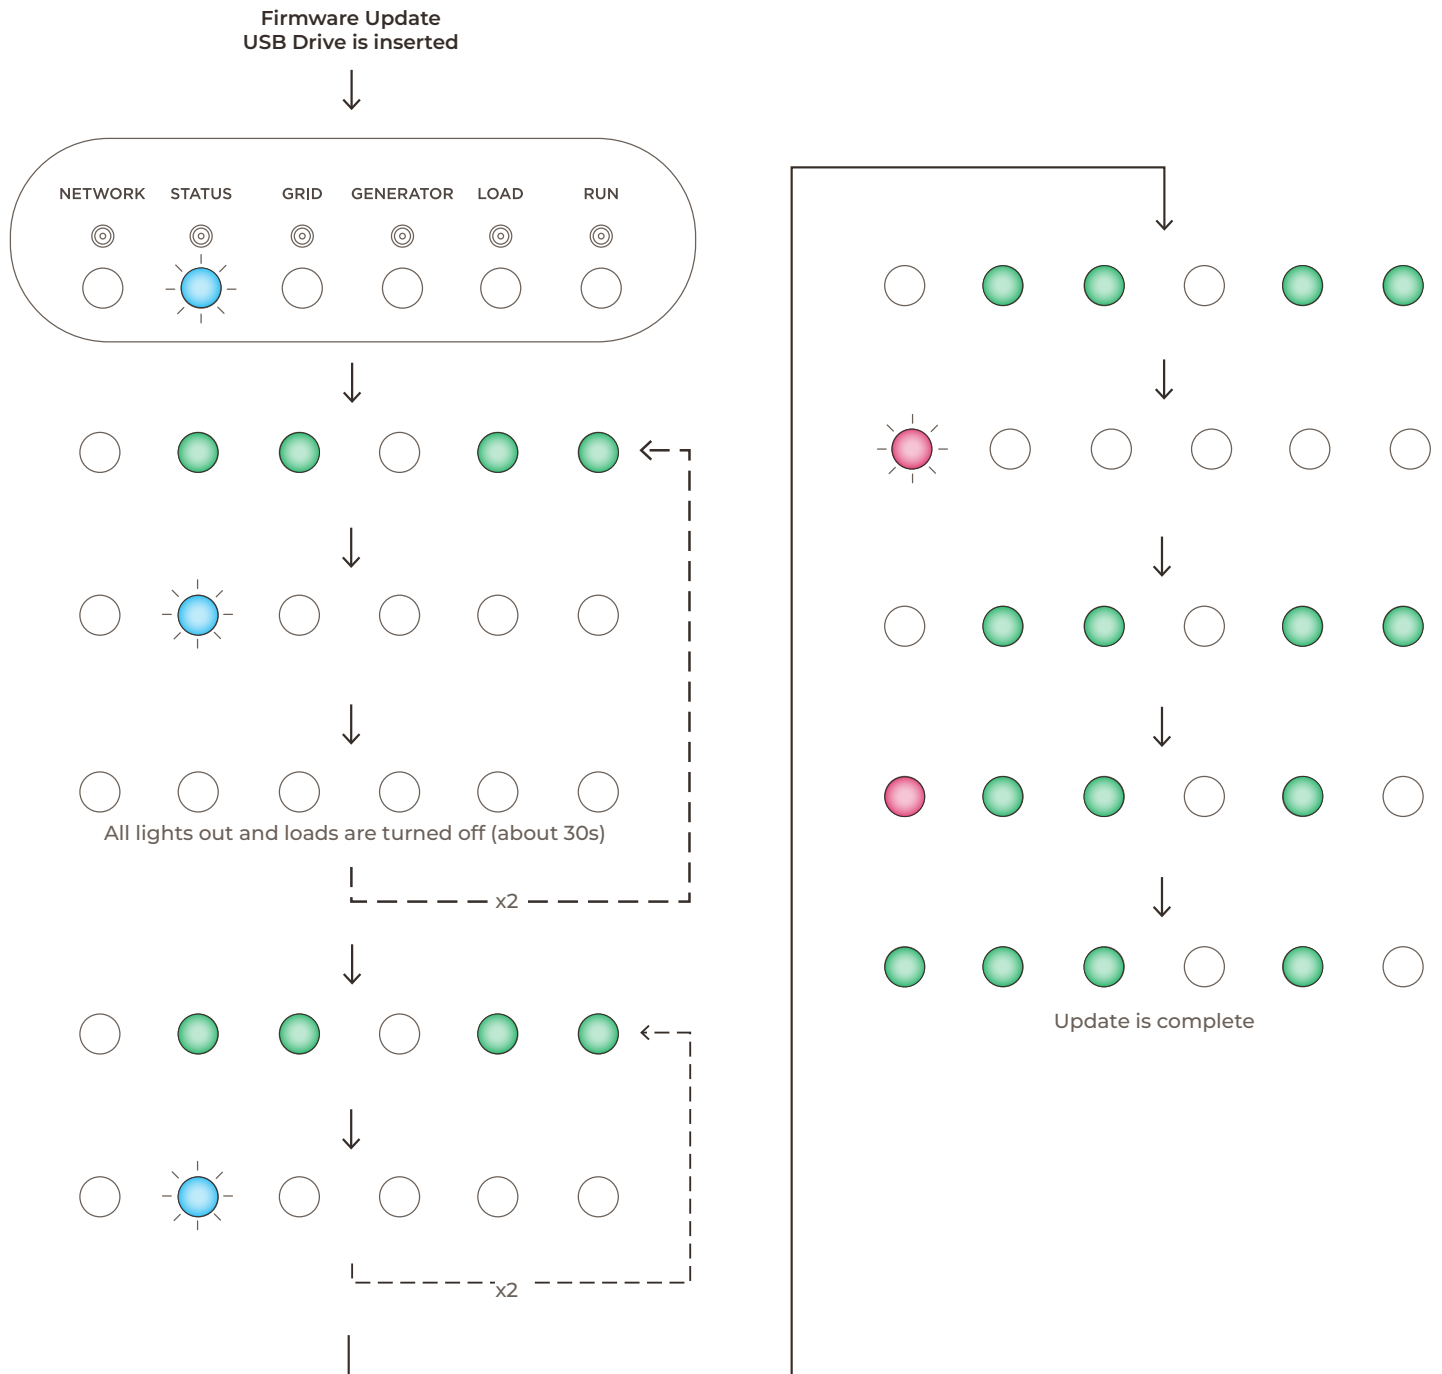 Firmware Update
USB Drive is inserted
NETWORK STATUS GRID GENERATOR LOAD RUN
All lights out and loads are turned off (about 30s)
x2
x2
Update is complete